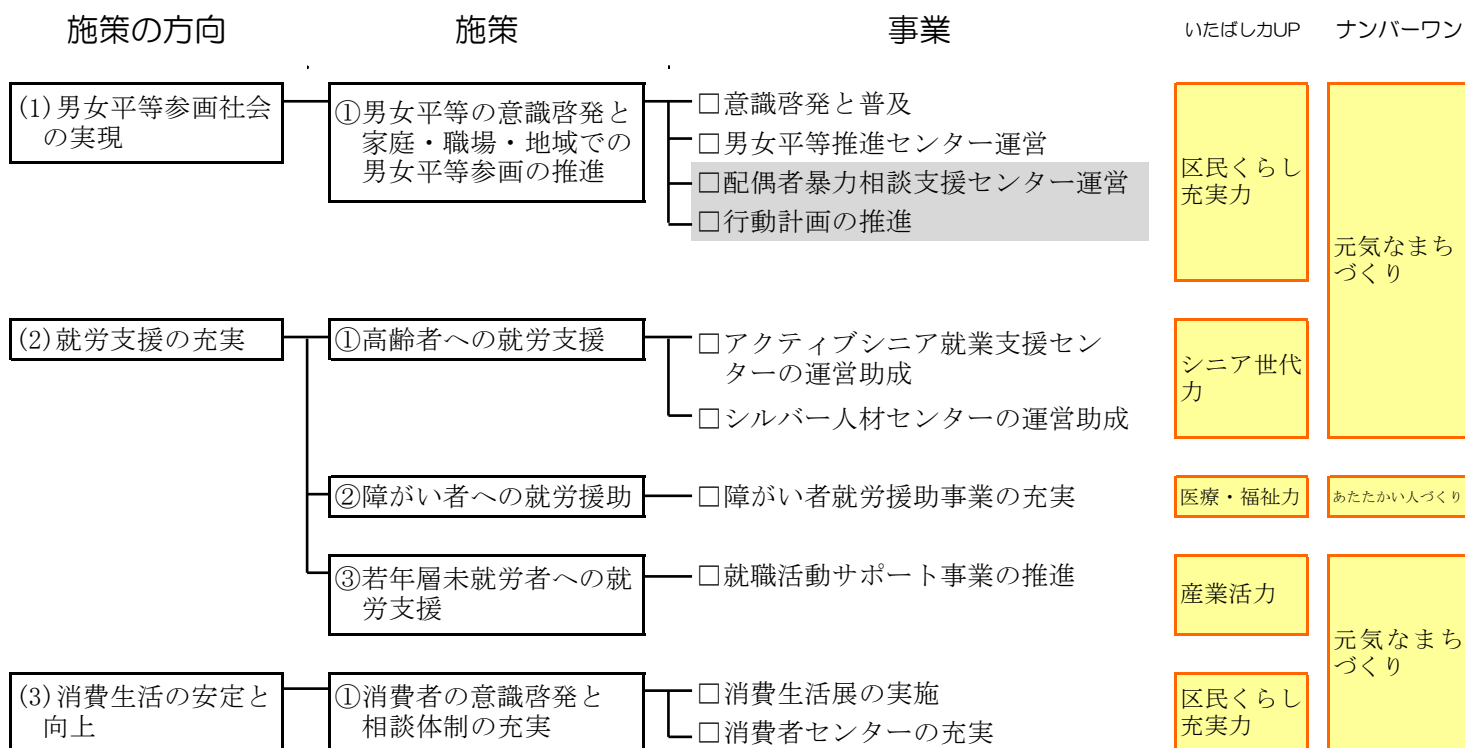 施策の方向 施策 事業 いたばし力UP ナンバーワン
(1)男女平等参画社会
の実現
①男女平等の意識啓発と
家庭・職場・地域での
男女平等参画の推進
□意識啓発と普及
□男女平等推進センター運営
□配偶者暴力相談支援センター運営
□行動計画の推進
区民くらし
充実力
元気なまち
づくり
(2)就労支援の充実
①高齢者への就労支援
□アクティブシニア就業支援セン
ターの運営助成
□シルバー人材センターの運営助成
シニア世代
力
②障がい者への就労援助
□障がい者就労援助事業の充実
医療・福祉力
あたたかい人づくり
③若年層未就労者への就
労支援
□就職活動サポート事業の推進
産業活力
元気なまち
づくり
(3)消費生活の安定と
向上
①消費者の意識啓発と
相談体制の充実
□消費生活展の実施
□消費者センターの充実
区民くらし
充実力